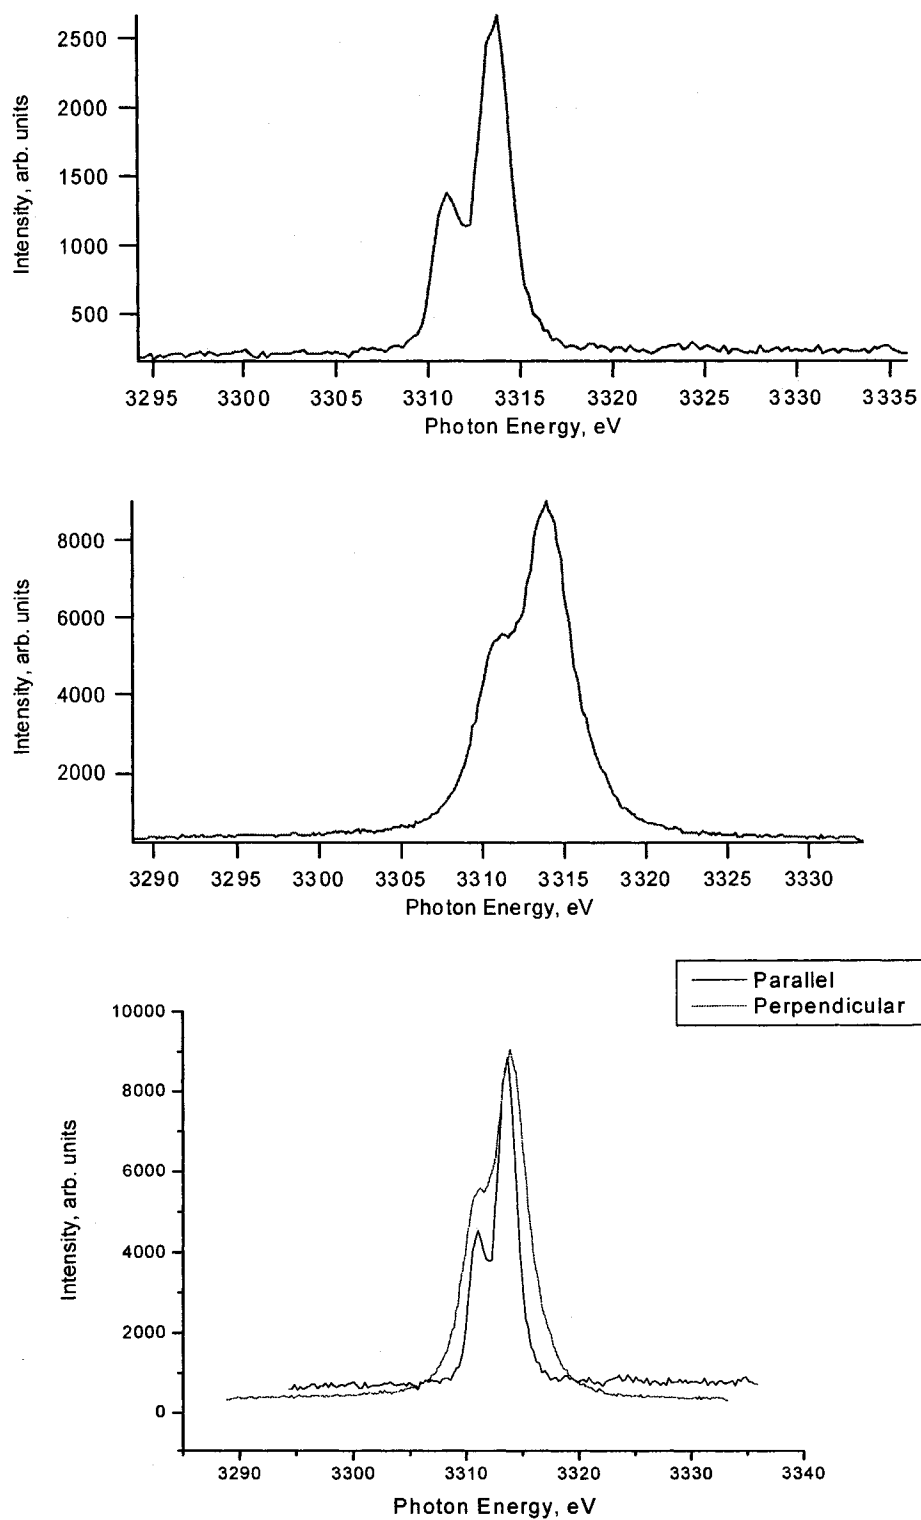 2500
2000
1500
1000
500
Intensity, arb. units
3295 3300 3305 3310 3315 3320 3325 3330 3335
Photon Energy, eV
8000
6000
4000
2000
Intensity, arb. units
3290 3295 3300 3305 3310 3315 3320 3325 3330
Photon Energy, eV
Parallel
Perpendicular
10000
8000
6000
4000
2000
0
Intensity, arb. units
3290 3300 3310 3320 3330 3340
Photon Energy, eV